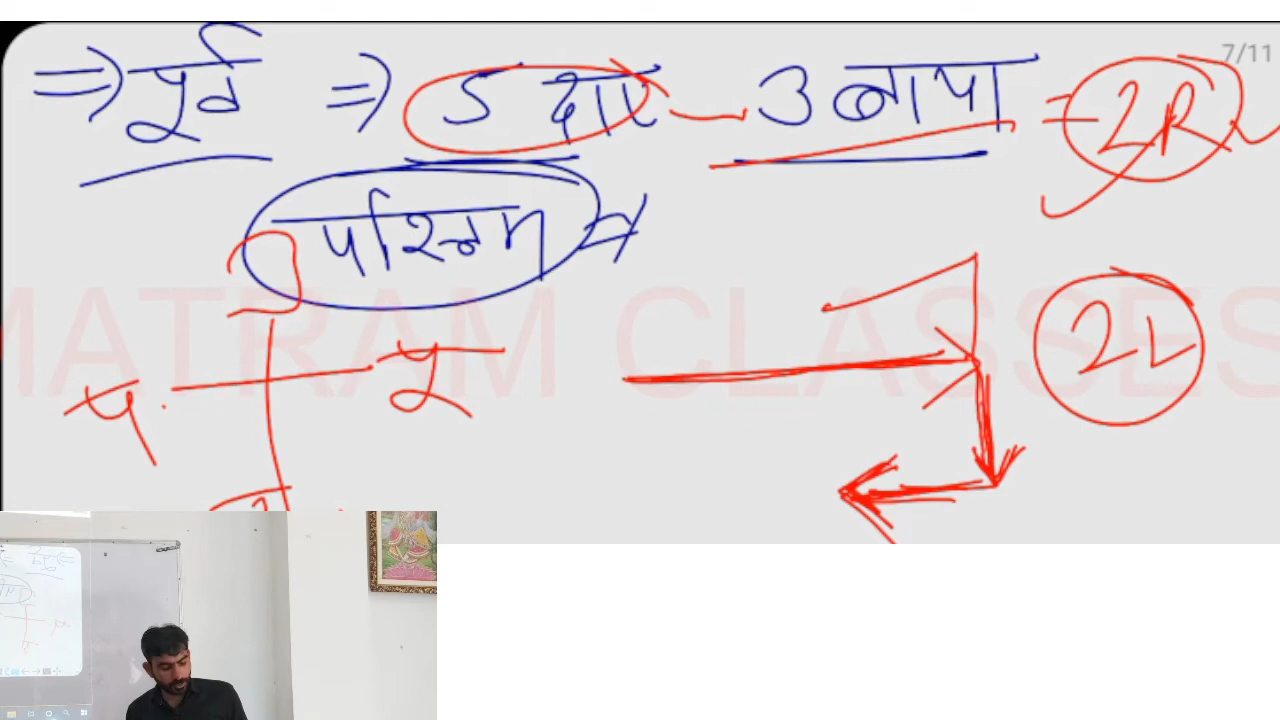 7/11
⇒ पूर्व ⇒ 5 दाए - 3 बाया = 2R
पश्चिम
MATRAM CLASSES
प. पू
2L